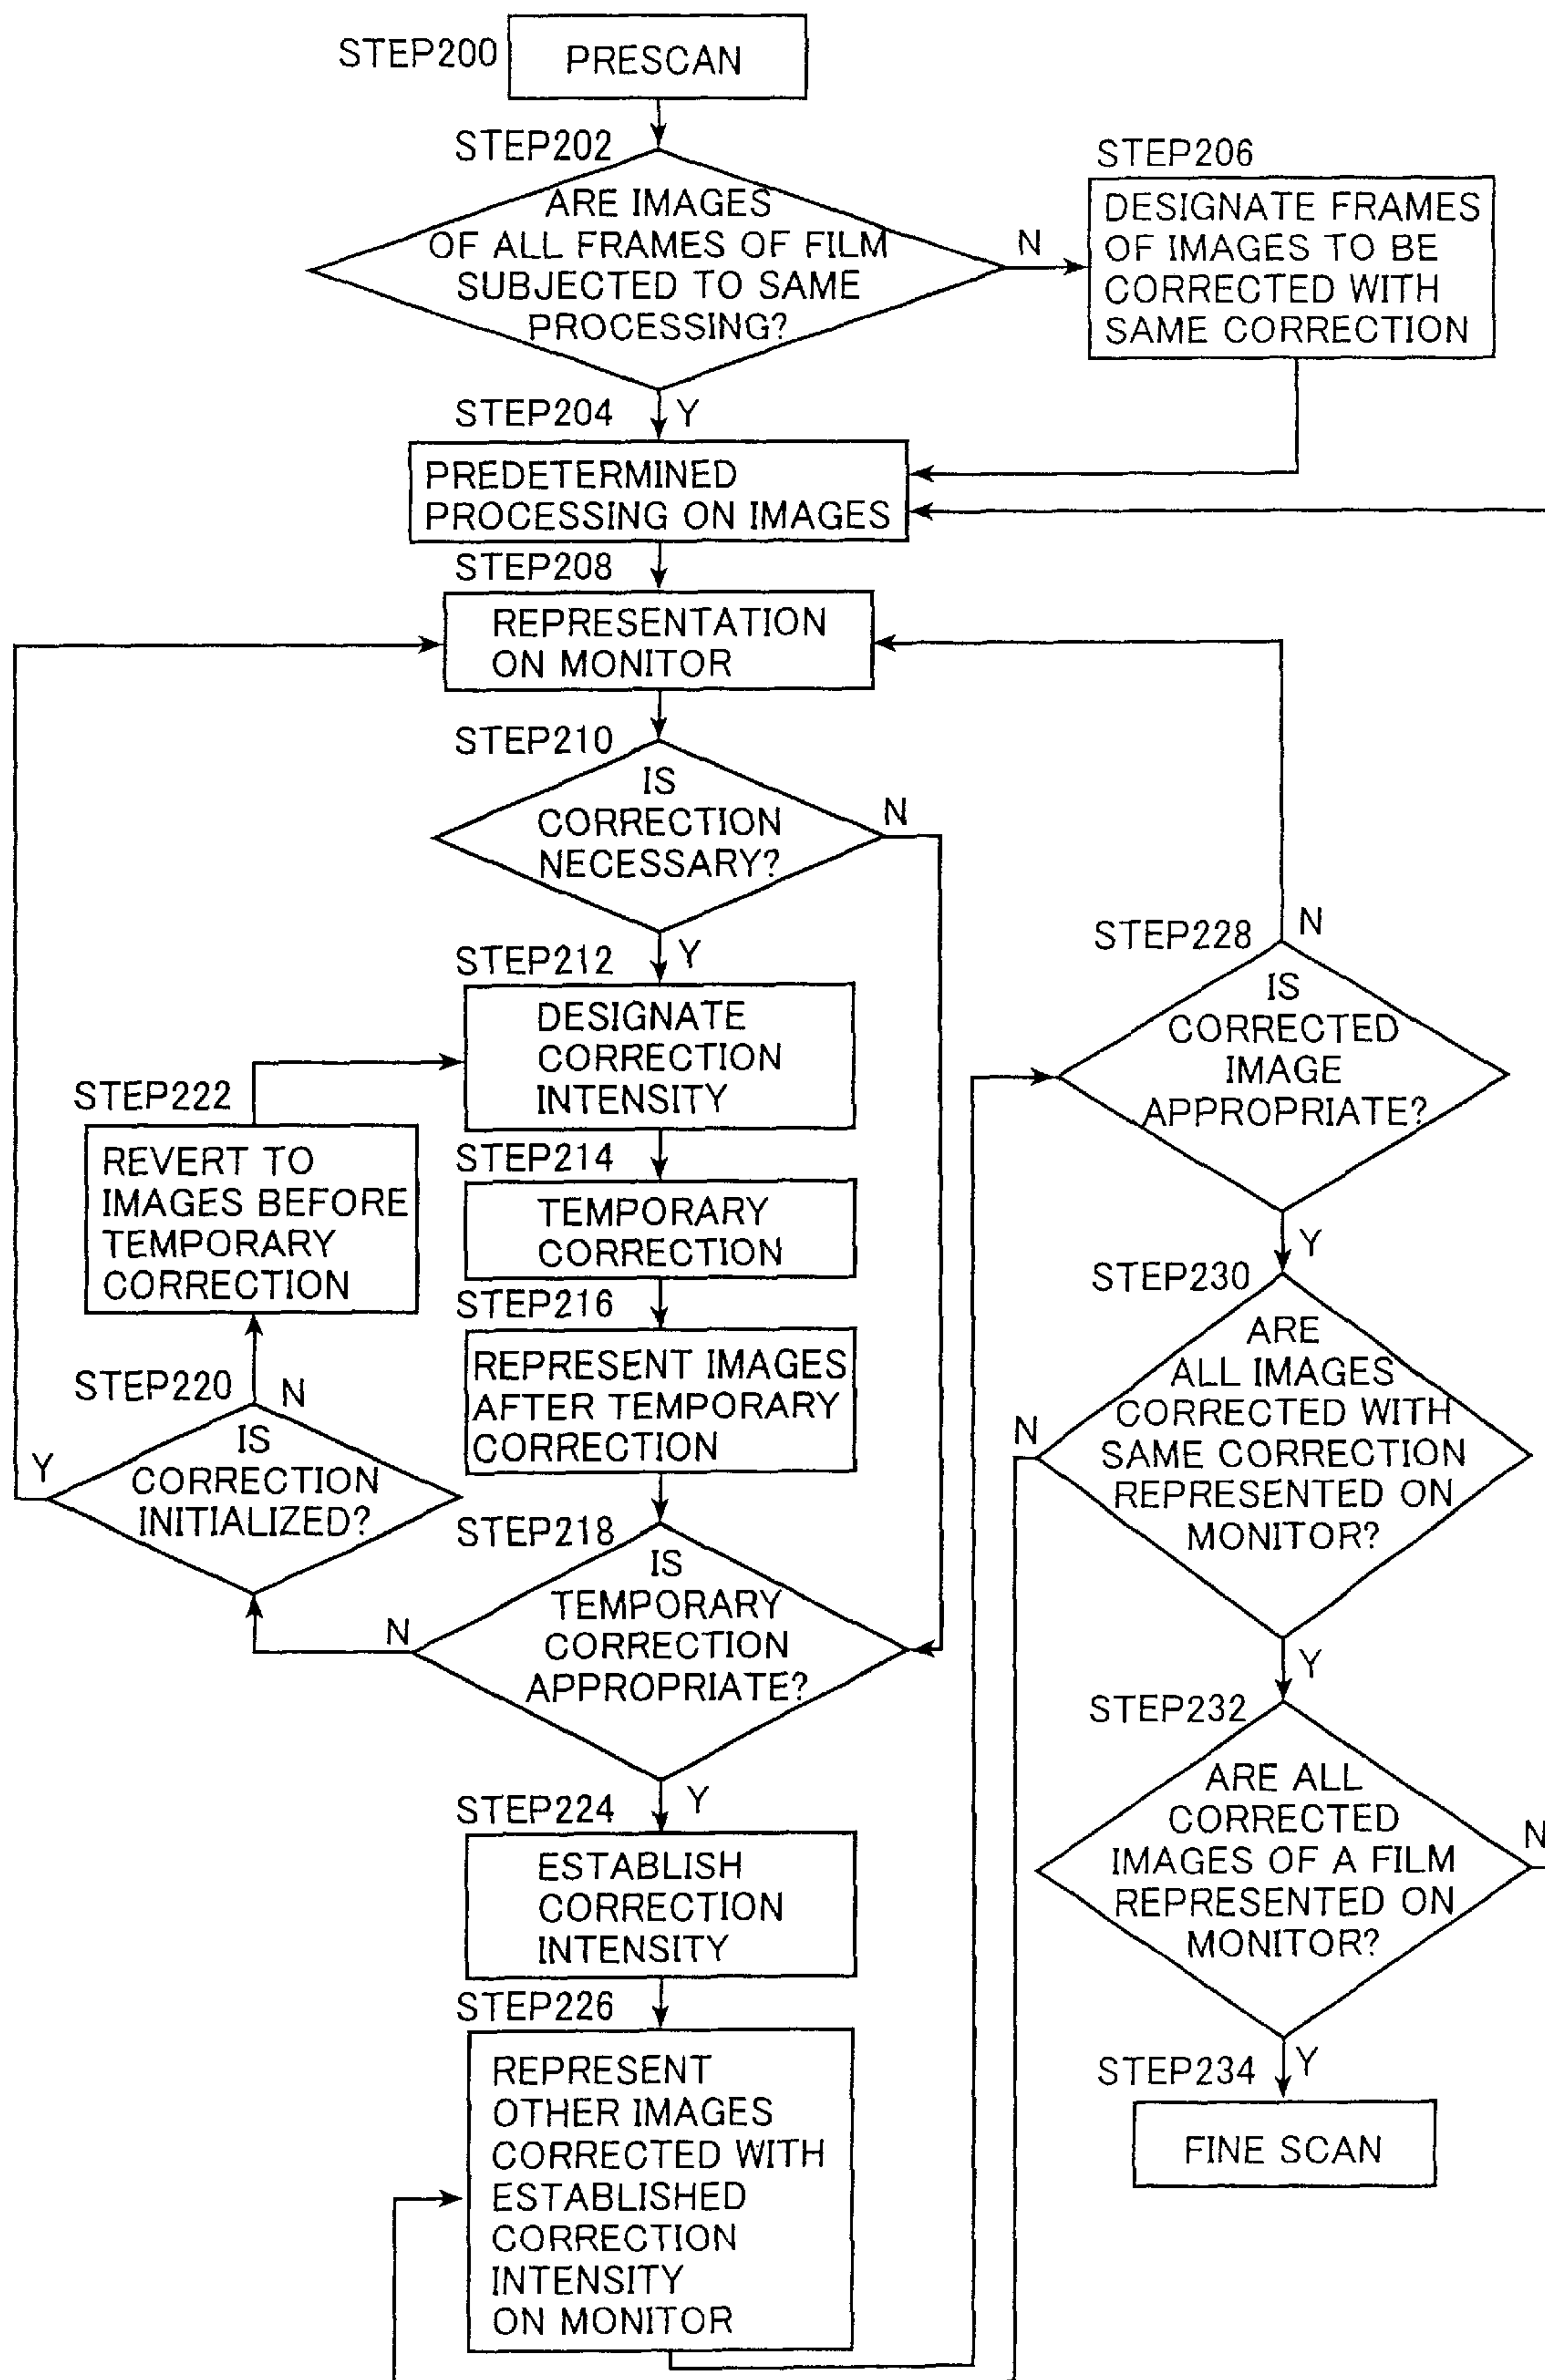 STEP200
PRESCAN
STEP202
ARE IMAGES
OF ALL FRAMES OF FILM
SUBJECTED TO SAME
PROCESSING?
N
STEP206
DESIGNATE FRAMES
OF IMAGES TO BE
CORRECTED WITH
SAME CORRECTION
Y
STEP204
PREDETERMINED
PROCESSING ON IMAGES
STEP208
REPRESENTATION
ON MONITOR
STEP210
IS
CORRECTION
NECESSARY?
N
Y
STEP212
DESIGNATE
CORRECTION
INTENSITY
STEP214
TEMPORARY
CORRECTION
STEP216
REPRESENT IMAGES
AFTER TEMPORARY
CORRECTION
STEP218
IS
TEMPORARY
CORRECTION
APPROPRIATE?
N
STEP220
IS
CORRECTION
INITIALIZED?
Y
N
STEP222
REVERT TO
IMAGES BEFORE
TEMPORARY
CORRECTION
Y
STEP224
ESTABLISH
CORRECTION
INTENSITY
STEP226
REPRESENT
OTHER IMAGES
CORRECTED WITH
ESTABLISHED
CORRECTION
INTENSITY
ON MONITOR
STEP228
N
IS
CORRECTED
IMAGE
APPROPRIATE?
Y
STEP230
ARE
ALL IMAGES
CORRECTED WITH
SAME CORRECTION
REPRESENTED ON
MONITOR?
N
Y
STEP232
ARE ALL
CORRECTED
IMAGES OF A FILM
REPRESENTED ON
MONITOR?
N
Y
STEP234
FINE SCAN